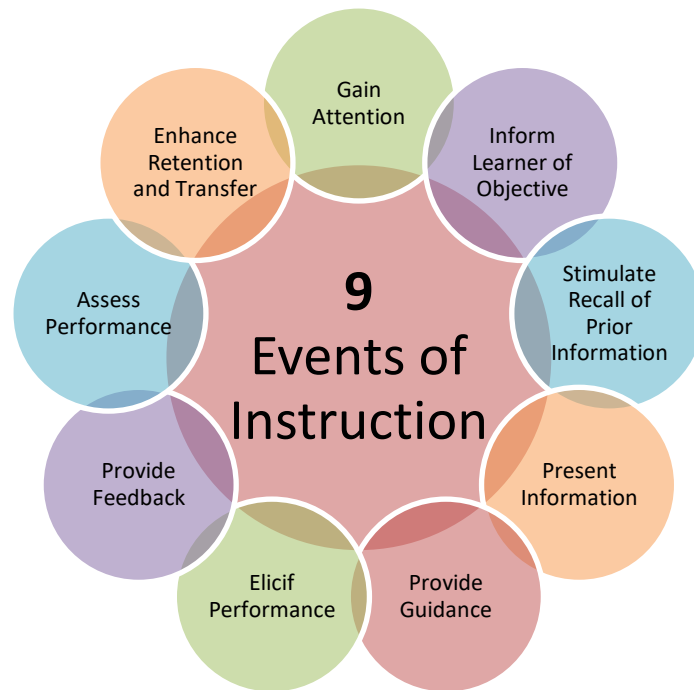 9
Events of
Instruction
Gain
Attention
Inform
Learner of
Objective
Stimulate
Recall of
Prior
Information
Present
Information
Provide
Guidance
Elicif
Performance
Provide
Feedback
Assess
Performance
Enhance
Retention
and Transfer